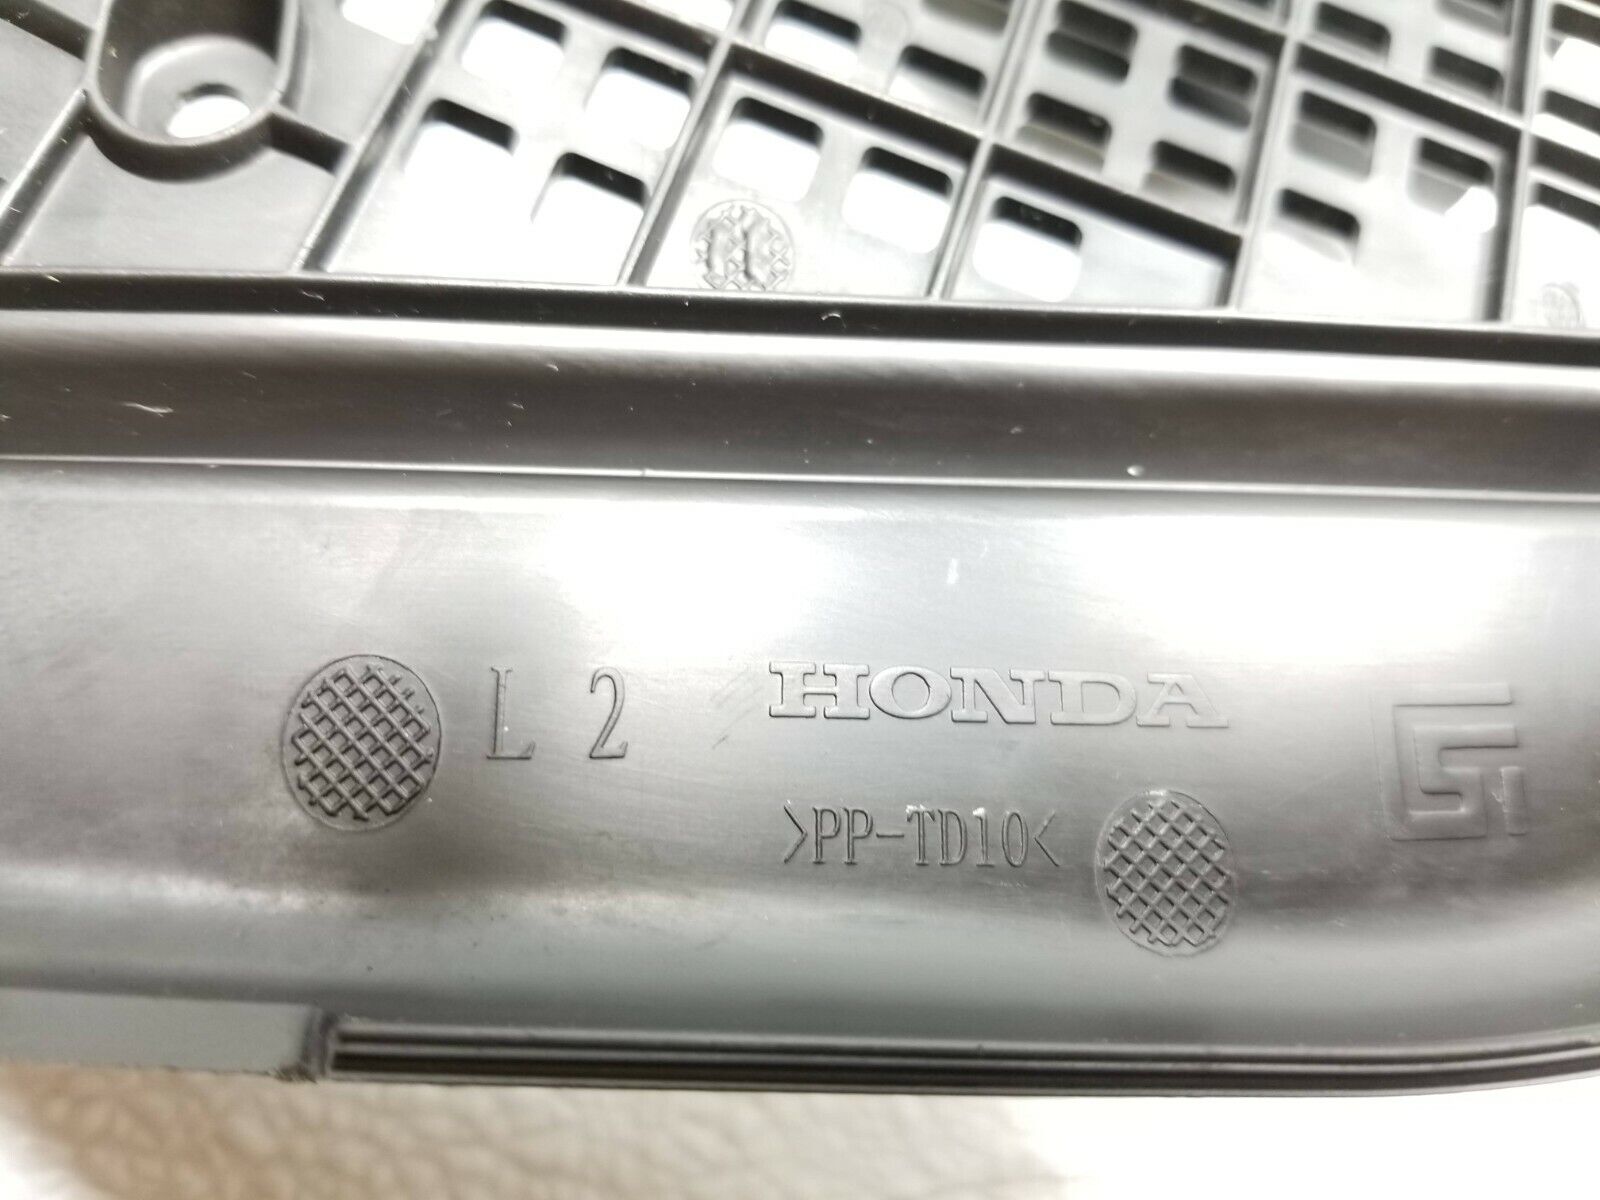 L 2 HONDA
>PP-TD10<